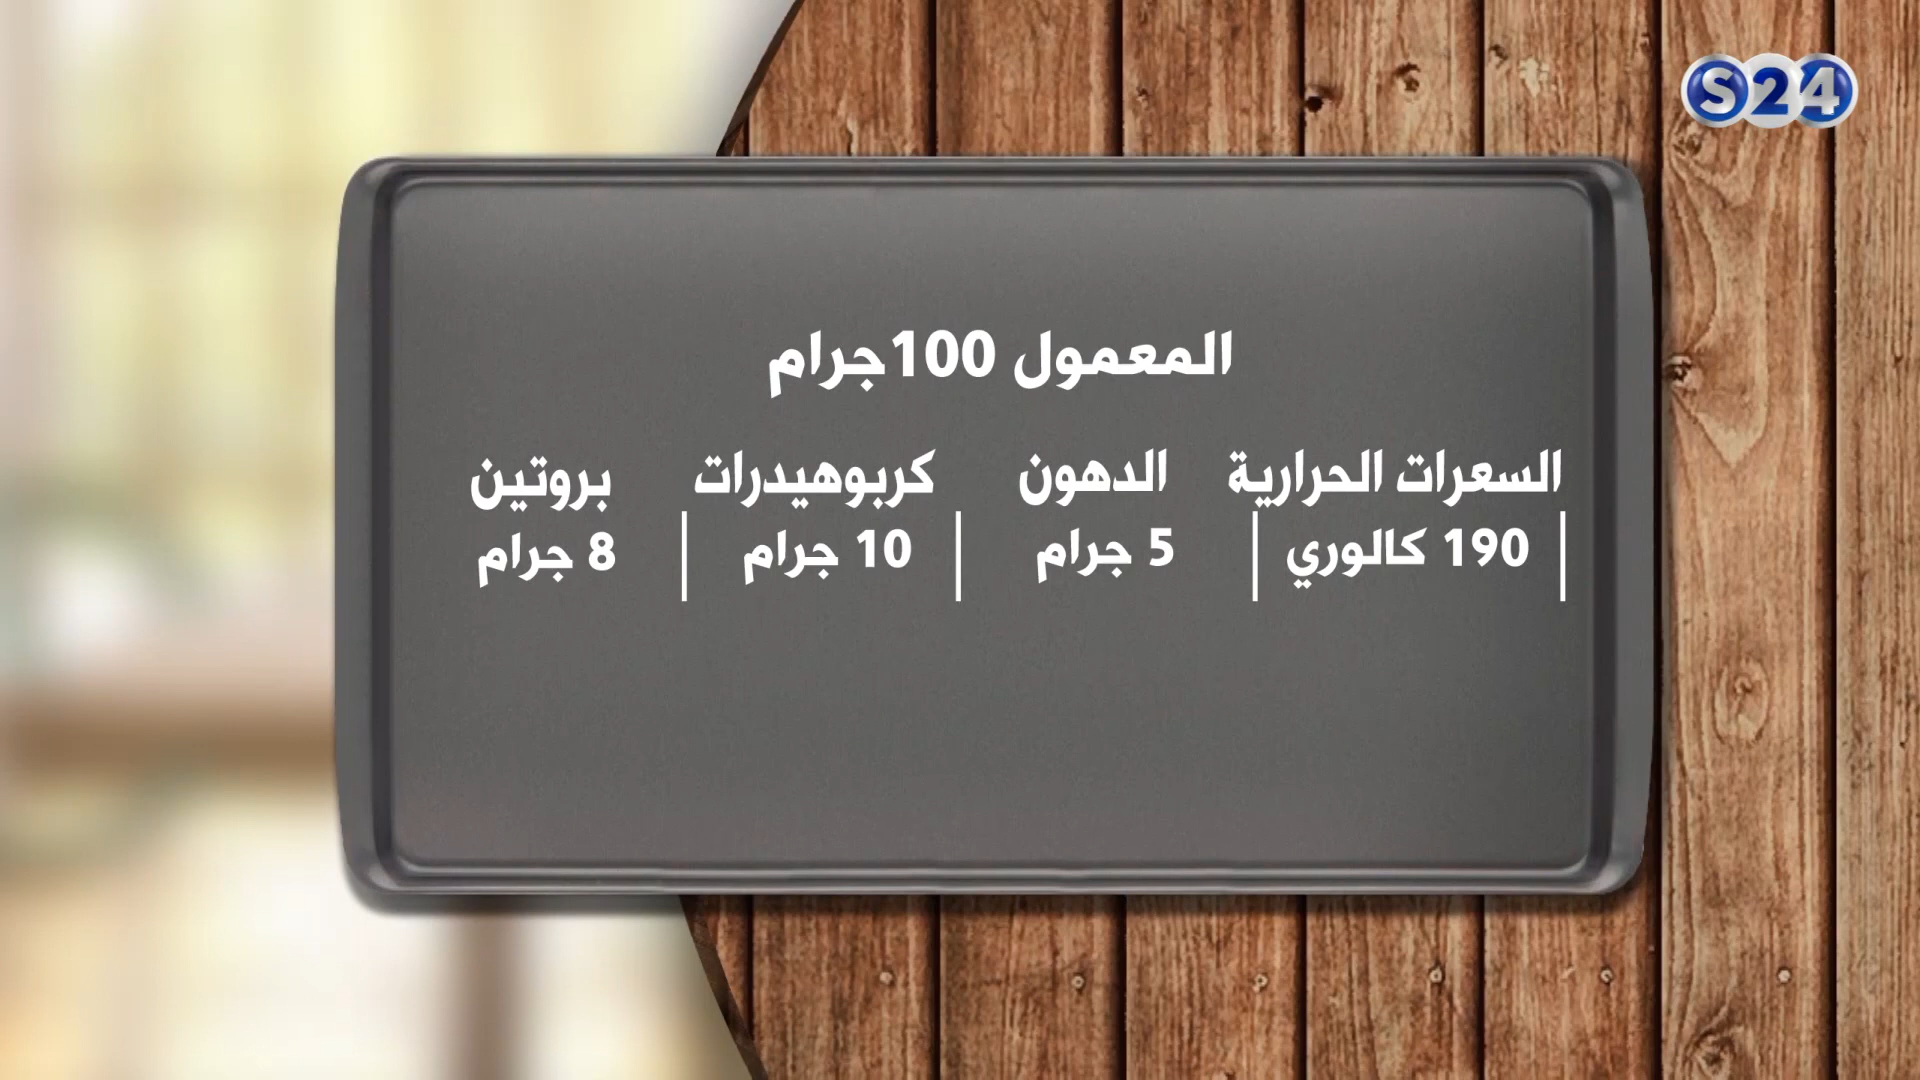 S24
المعمول 100جرام
السعرات الحرارية الدهون كربوهيدرات بروتين
190 كالوري | 5 جرام | 10 جرام | 8 جرام